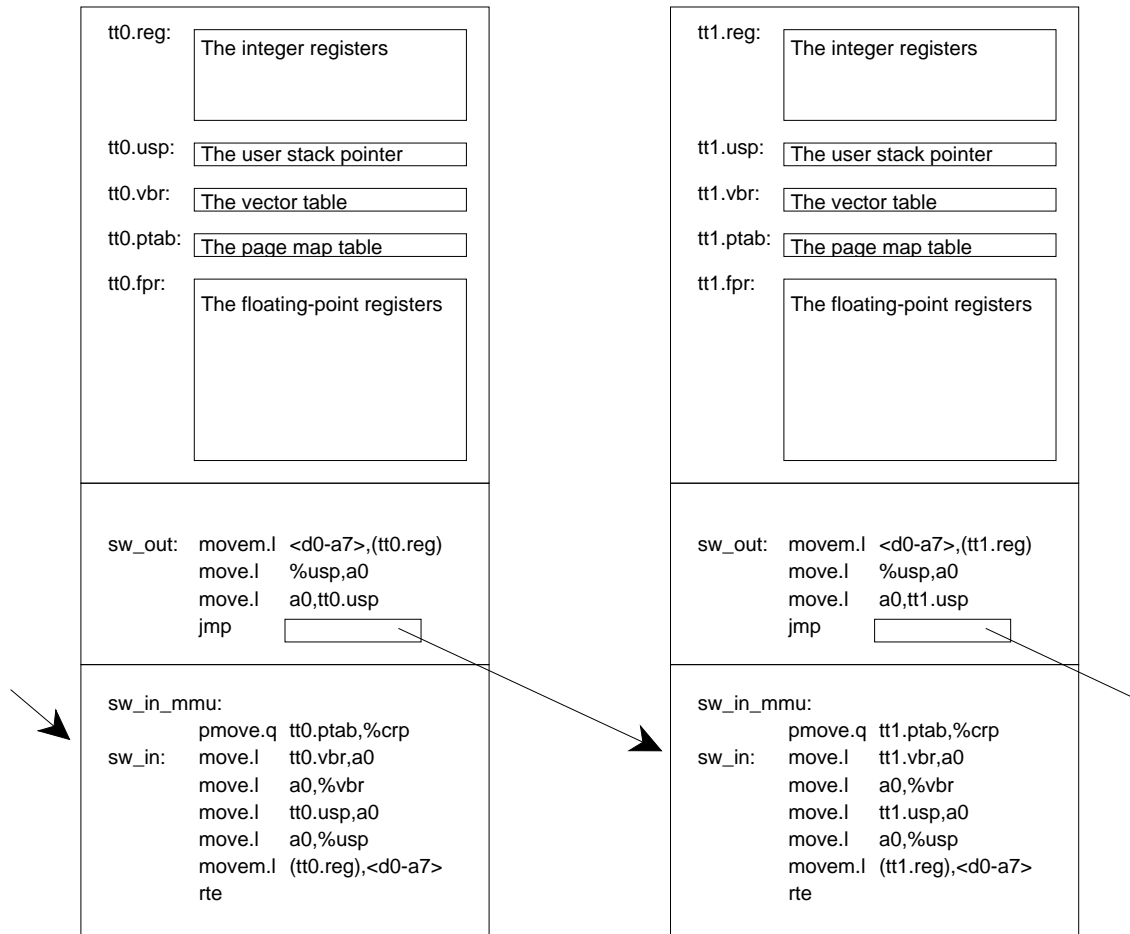 tt0.reg: The integer registers
tt0.usp: The user stack pointer
tt0.vbr: The vector table
tt0.ptab: The page map table
tt0.fpr: The floating-point registers
sw_out: movem.l <d0-a7>,(tt0.reg)
move.l %usp,a0
move.l a0,tt0.usp
jmp
sw_in_mmu:
pmove.q tt0.ptab,%crp
sw_in: move.l tt0.vbr,a0
move.l a0,%vbr
move.l tt0.usp,a0
move.l a0,%usp
movem.l (tt0.reg),<d0-a7>
rte
tt1.reg: The integer registers
tt1.usp: The user stack pointer
tt1.vbr: The vector table
tt1.ptab: The page map table
tt1.fpr: The floating-point registers
sw_out: movem.l <d0-a7>,(tt1.reg)
move.l %usp,a0
move.l a0,tt1.usp
jmp
sw_in_mmu:
pmove.q tt1.ptab,%crp
sw_in: move.l tt1.vbr,a0
move.l a0,%vbr
move.l tt1.usp,a0
move.l a0,%usp
movem.l (tt1.reg),<d0-a7>
rte